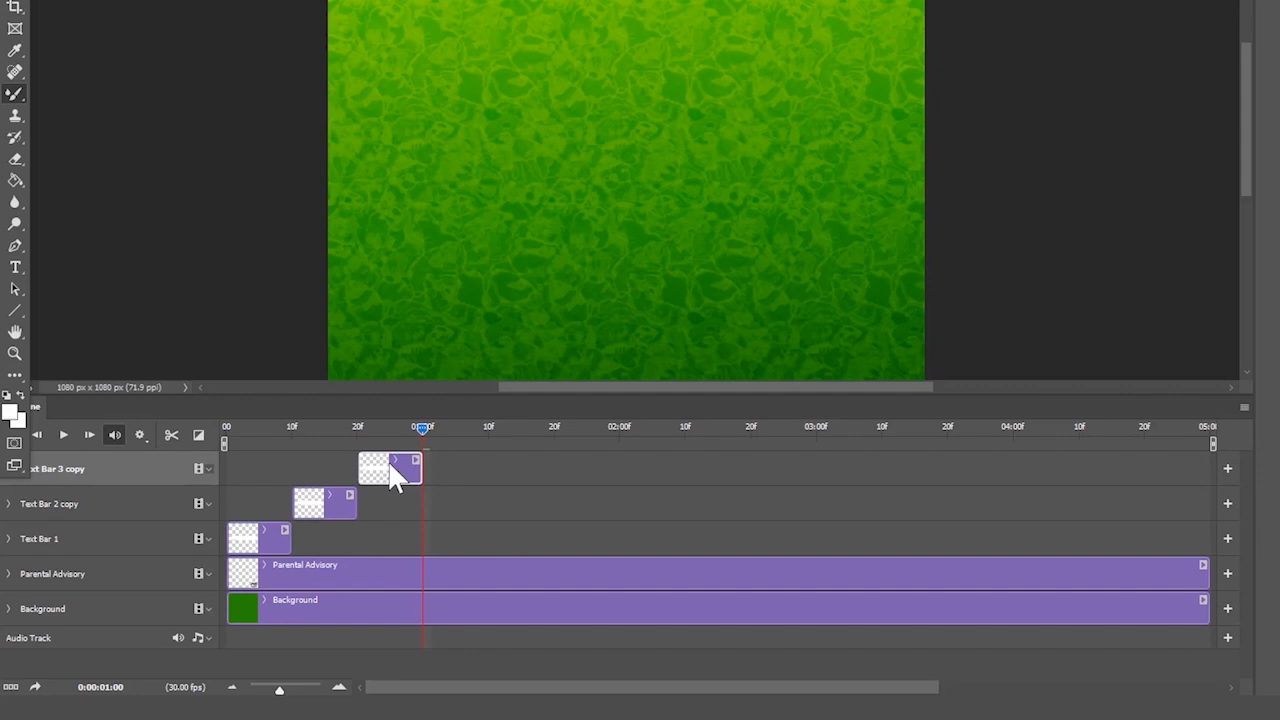 T
1080 px x 1080 px (71.9 ppi)
ne
00 10f 20f 01:00f 10f 20f 02:00f 10f 20f 03:00f 10f 20f 04:00f 10f 20f 05:0
ext Bar 3 copy
Text Bar 2 copy
Text Bar 1
Parental Advisory Parental Advisory
Background Background
Audio Track
0:00:01:00 (30.00 fps)